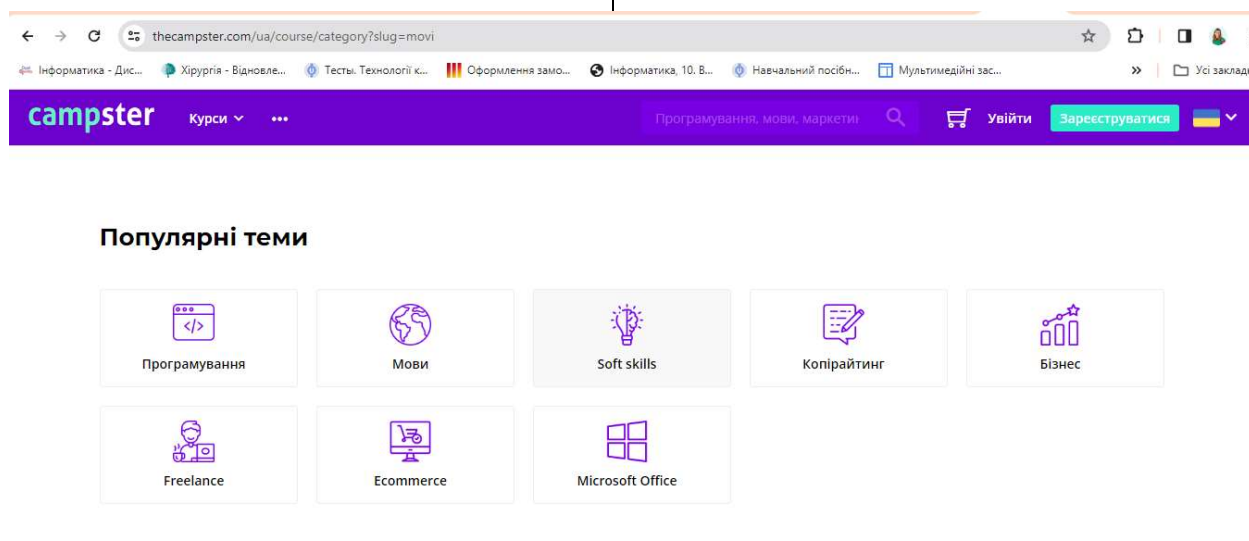 thecampster.com/ua/course/category?slug=movi
Інформатика - Дис... Хірургія - Відновле... Тесты. Технології к... Оформлення замо... Інформатика, 10. В... Навчальний посібн... Мультимедійні зас... » Усі заклад
campster Курси ••• Програмування, мови, маркетин Увійти Зареєструватися
Популярні теми
Програмування Мови Soft skills Копірайтинг Бізнес
Freelance Ecommerce Microsoft Office